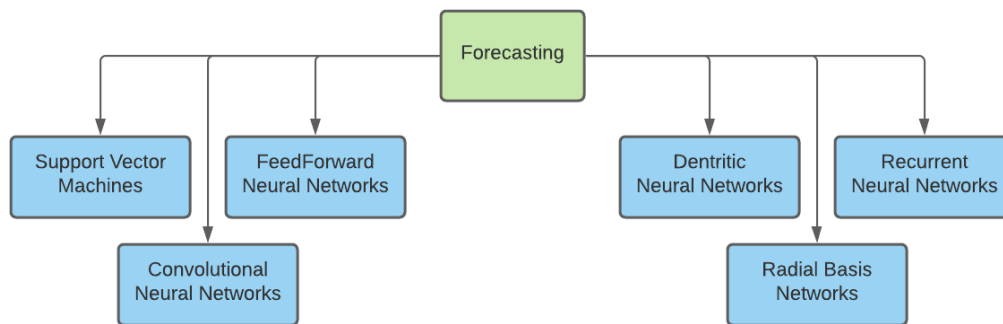 Forecasting
Support Vector
Machines
FeedForward
Neural Networks
Dentritic
Neural Networks
Recurrent
Neural Networks
Convolutional
Neural Networks
Radial Basis
Networks